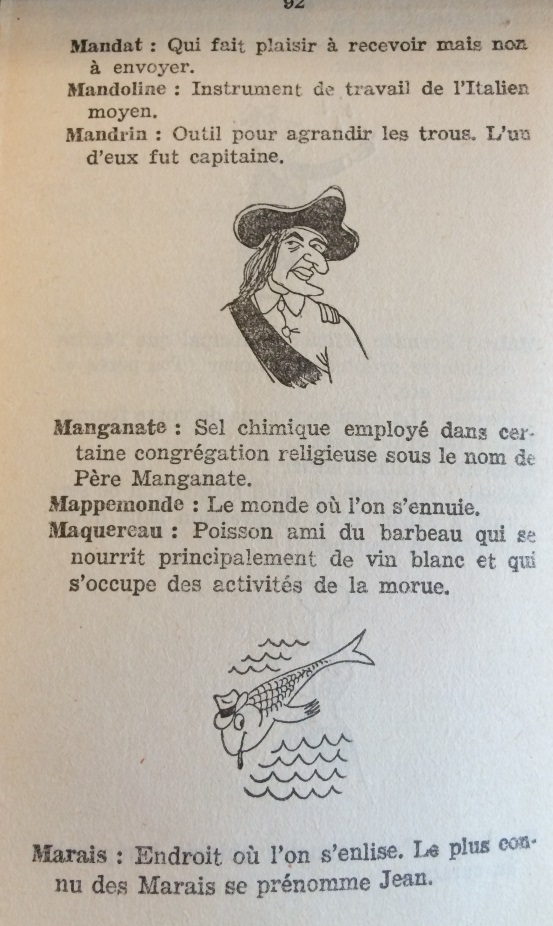 92
Mandat : Qui fait plaisir à recevoir mais non
à envoyer.
Mandoline : Instrument de travail de l'Italien
moyen.
Mandrin : Outil pour agrandir les trous. L'un
d'eux fut capitaine.
Manganate : Sel chimique employé dans cer-
taine congrégation religieuse sous le nom de
Père Manganate.
Mappemonde : Le monde où l'on s'ennuie.
Maquereau : Poisson ami du barbeau qui se
nourrit principalement de vin blanc et qui
s'occupe des activités de la morue.
Marais : Endroit où l'on s'enlise. Le plus con-
nu des Marais se prénomme Jean.